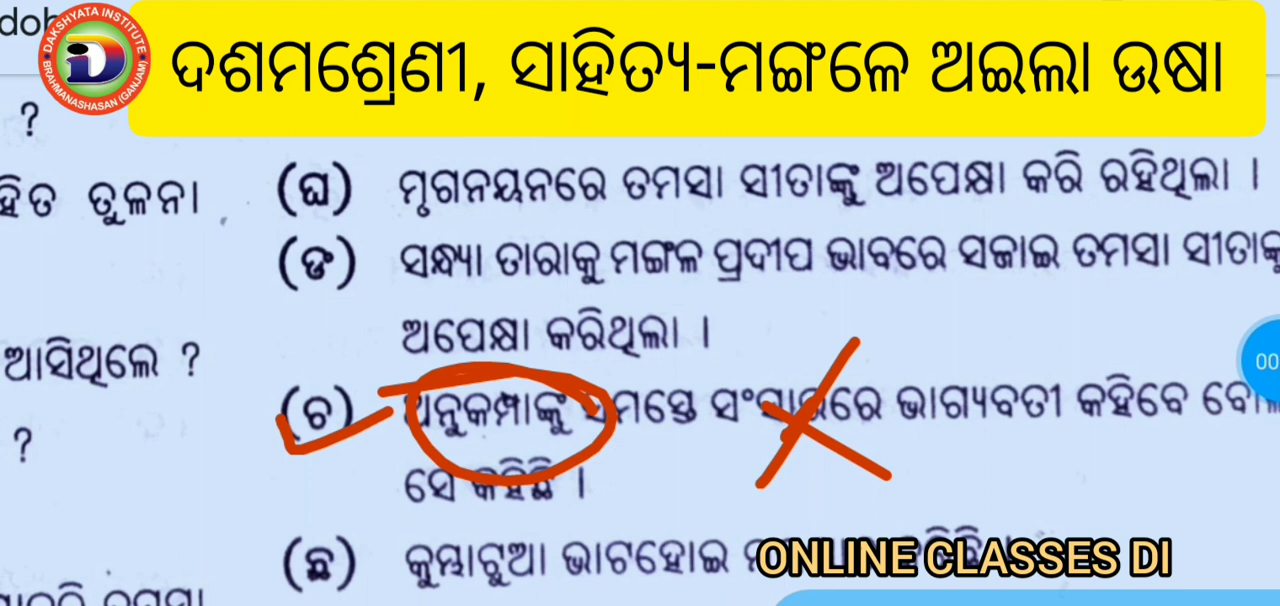 DAKSHYATA INSTITUTE
BRAHMANASHASAN (GANJAM)
ଦଶମଶ୍ରେଣୀ, ସାହିତ୍ୟ-ମଙ୍ଗଳେ ଅଇଲା ଉଷା
?
ତୁଳନା
(ଘ) ମୃଗନୟନରେ ତମସା ସୀତାଙ୍କୁ ଅପେକ୍ଷା କରି ରହିଥିଲା ।
(ଙ) ସନ୍ଧ୍ୟା ତାରାକୁ ମଙ୍ଗଳ ପ୍ରଦୀପ ଭାବରେ ସଜାଇ ତମସା ସୀତାଙ୍କୁ
ଅପେକ୍ଷା କରିଥିଲା ।
ଆସିଥିଲେ ?
(ଚ) ଅନୁକମ୍ପାଙ୍କୁ ସମସ୍ତେ ସଂସାରରେ ଭାଗ୍ୟବତୀ କହିବେ ବୋଲି
?
ସେ କହିଛି ।
(ଛ) କୁମ୍ଭାଟୁଆ ଭାଟହୋଇ
ONLINE CLASSES DI
00